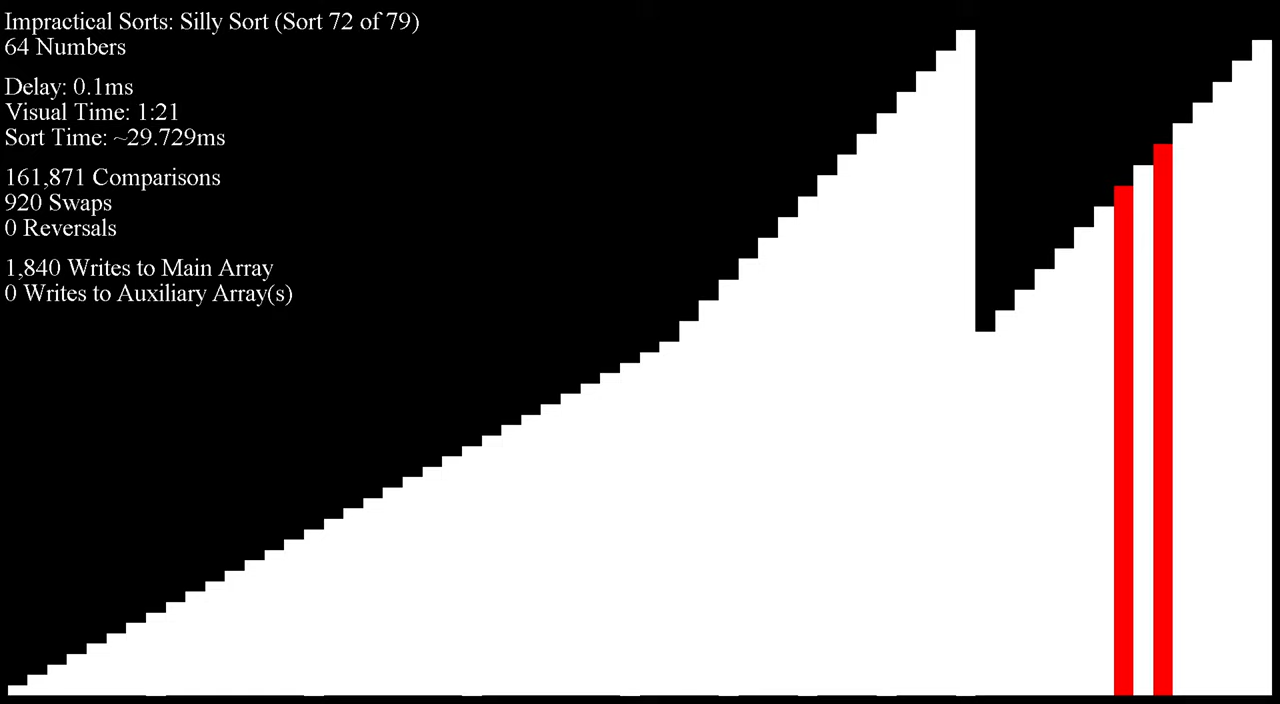 Impractical Sorts: Silly Sort (Sort 72 of 79)
64 Numbers
Delay: 0.1ms
Visual Time: 1:21
Sort Time: ~29.729ms
161,871 Comparisons
920 Swaps
0 Reversals
1,840 Writes to Main Array
0 Writes to Auxiliary Array(s)